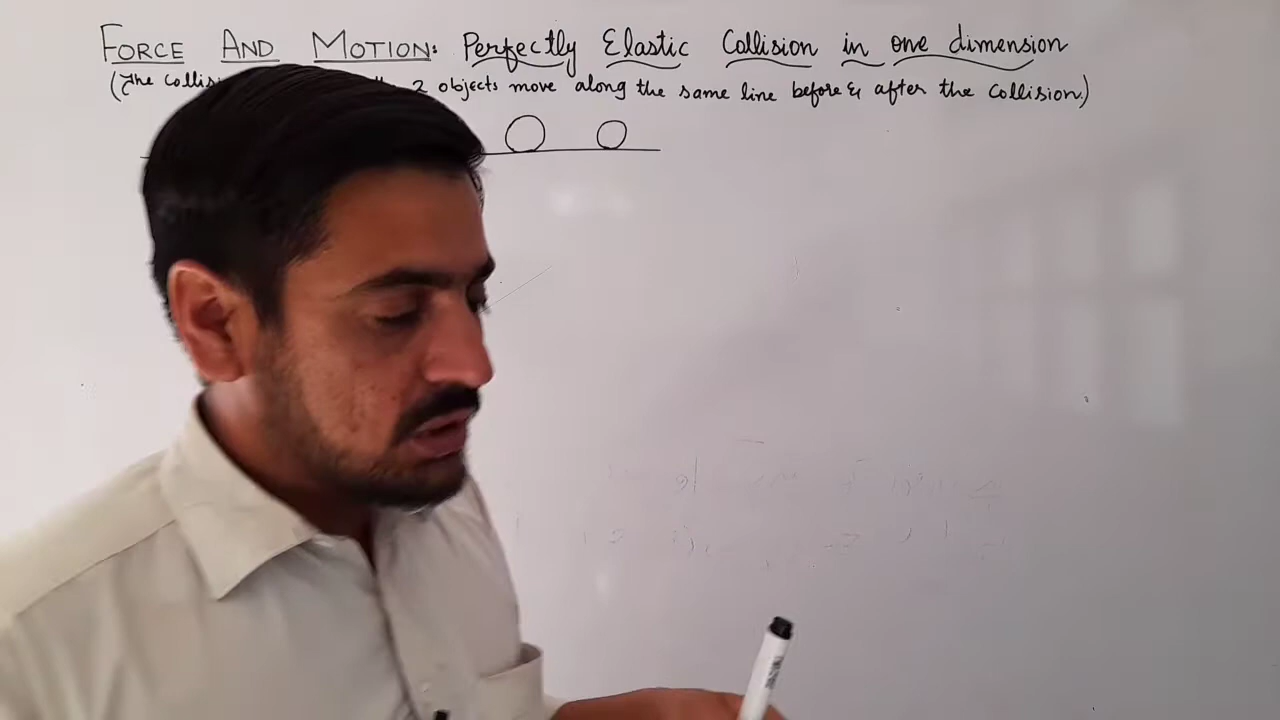 FORCE AND MOTION: Perfectly Elastic Collision in one dimension
(The collis 2 objects move along the same line before & after the collision.)